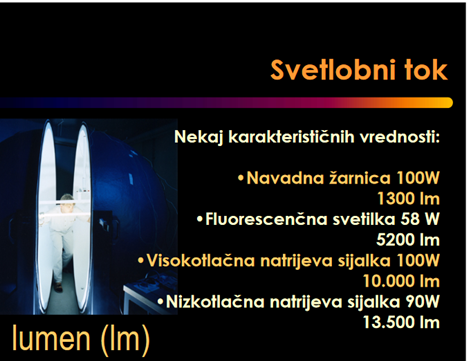 Svetlobni tok
Nekaj karakterističnih vrednosti:
•Navadna žarnica 100W
1300 lm
•Fluorescenčna svetilka 58 W
5200 lm
•Visokotlačna natrijeva sijalka 100W
10.000 lm
•Nizkotlačna natrijeva sijalka 90W
13.500 lm
lumen (lm)